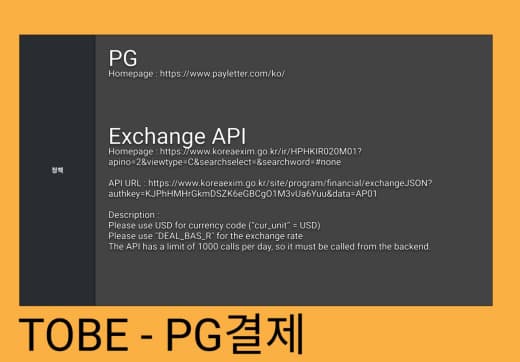 PG
Homepage : https://www.payletter.com/ko/
Exchange API
Homepage : https://www.koreaexim.go.kr/ir/HPHKIR020M01?
apino=2&viewtype=C&searchselect=&searchword=#none
API URL : https://www.koreaexim.go.kr/site/program/financial/exchangeJSON?
authkey=KJPhHMHrGkmDSZK6eGBCgO1M3vUa6Yuu&data=AP01
Description :
Please use USD for currency code ("cur_unit" = USD)
Please use "DEAL_BAS_R" for the exchange rate
The API has a limit of 1000 calls per day, so it must be called from the backend.
정책
TOBE - PG결제